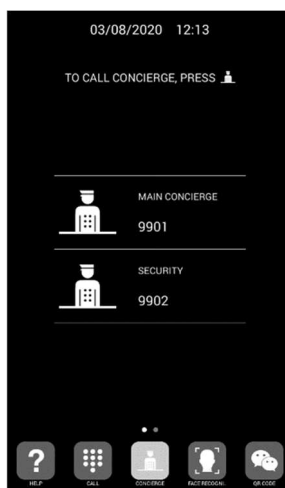 03/08/2020 12:13
TO CALL CONCIERGE, PRESS
MAIN CONCIERGE
9901
SECURITY
9902
?
HELP
CALL
CONCIERGE
FACE RECOGNI.
QR CODE